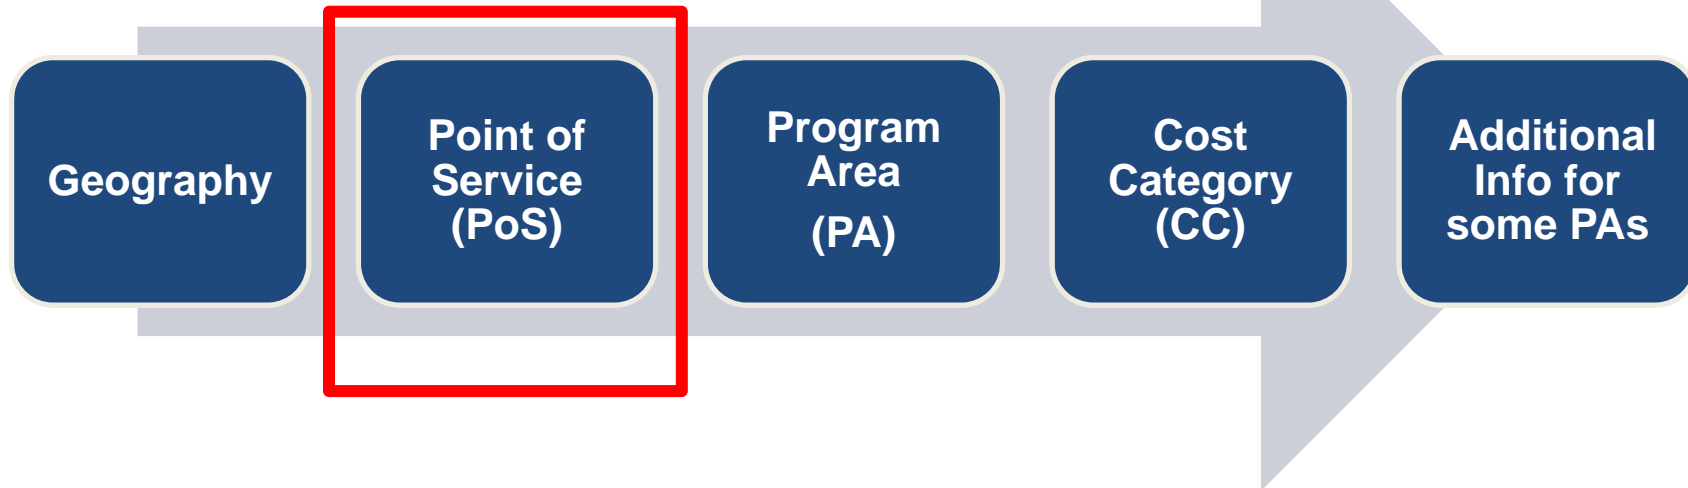 Geography
Point of
Service
(PoS)
Program
Area
(PA)
Cost
Category
(CC)
Additional
Info for
some PAs